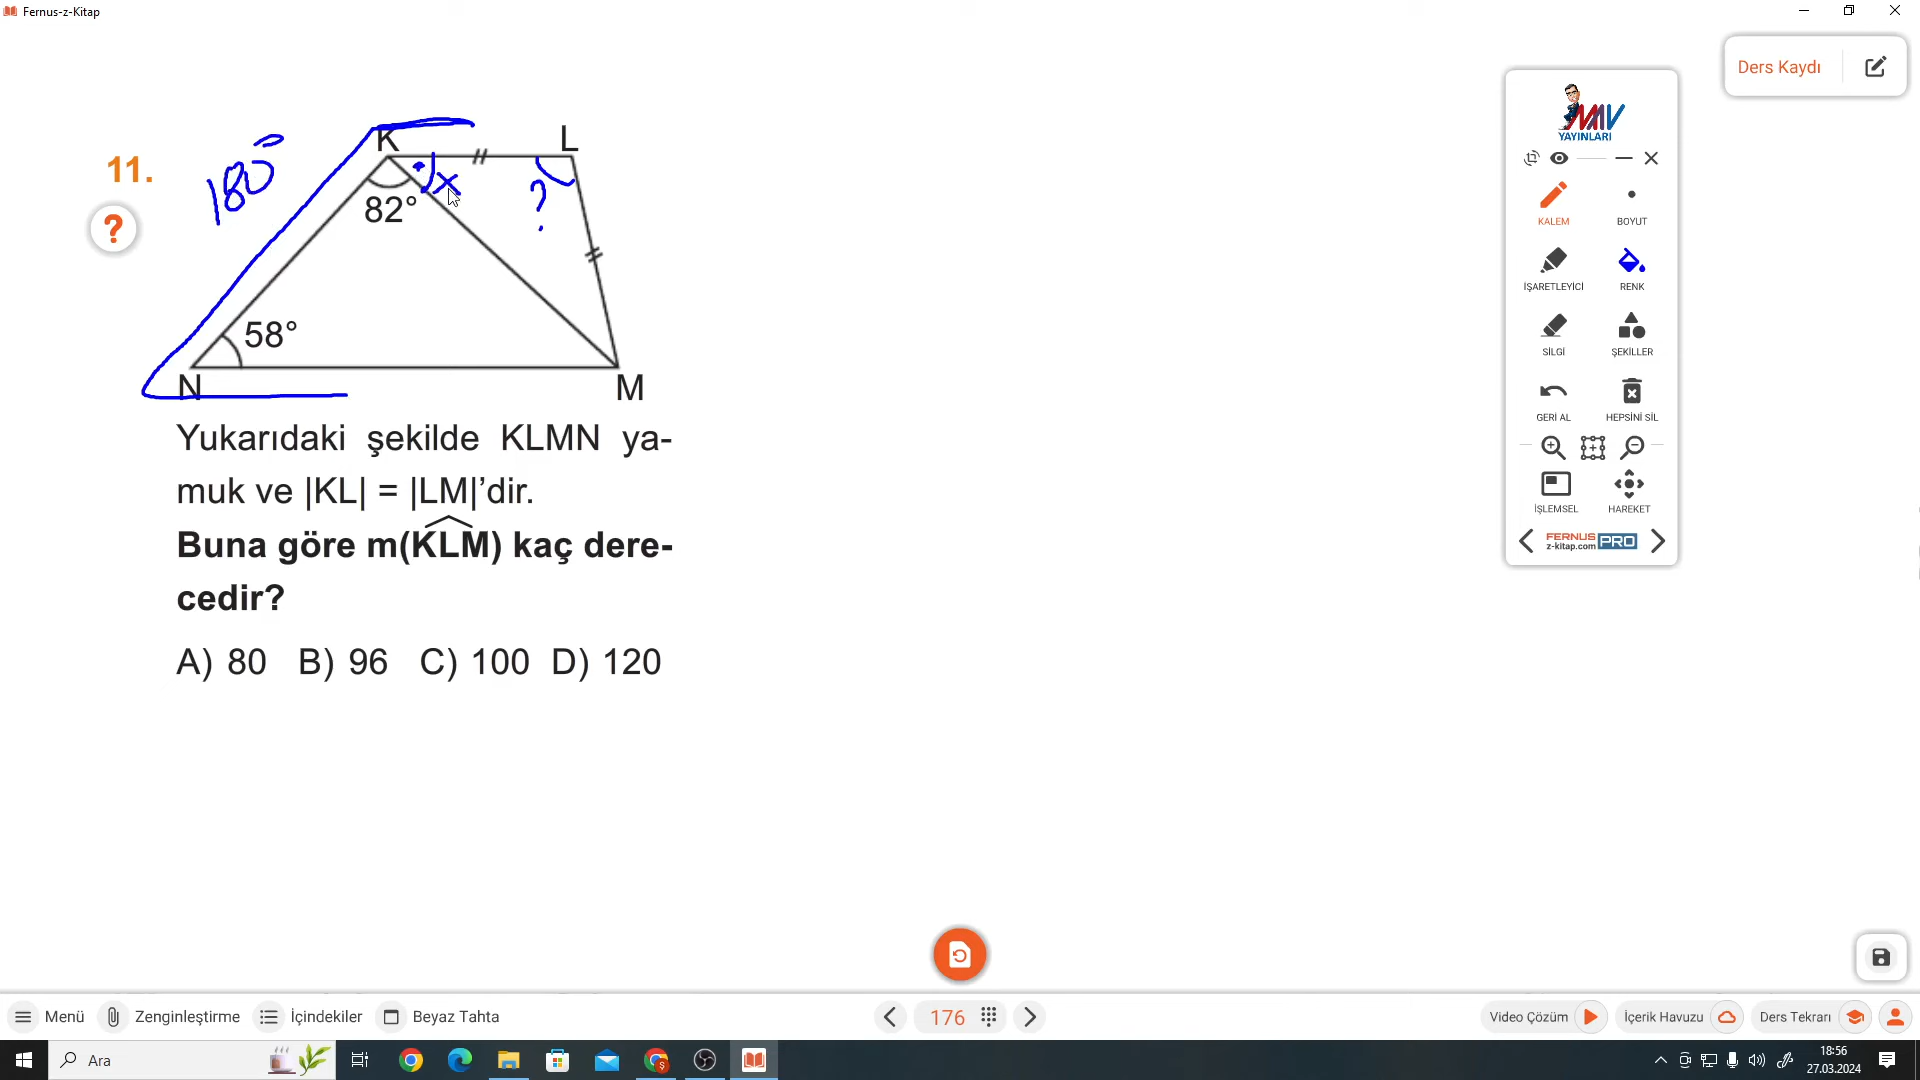 Fernus-z-Kitap
Ders Kaydı
11.
180°
K
L
x
?
82°
58°
N
M
?
Yukarıdaki şekilde KLMN ya-
muk ve |KL| = |LM|’dir.
Buna göre m(KLM) kaç dere-
cedir?
A) 80 B) 96 C) 100 D) 120
MMV
YAYINLARI
KALEM
BOYUT
İŞARETLEYİCİ
RENK
SİLGİ
ŞEKİLLER
GERİ AL
HEPSİNİ SİL
İŞLEMSEL
HAREKET
FERNUS
z-kitap.com PRO
Menü
Zenginleştirme
İçindekiler
Beyaz Tahta
176
Video Çözüm
İçerik Havuzu
Ders Tekrarı
Ara
18:56
27.03.2024